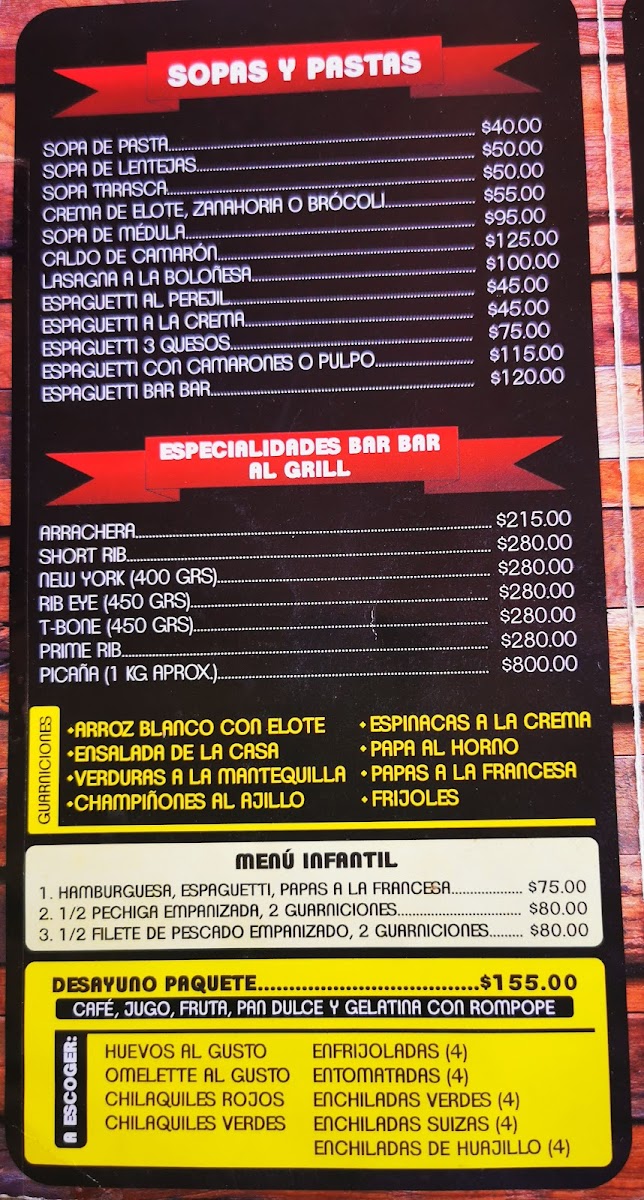 SOPAS Y PASTAS
SOPA DE PASTA........$40.00
SOPA DE LENTEJAS........$50.00
SOPA TARASCA........$50.00
CREMA DE ELOTE, ZANAHORIA O BRÓCOLI........$55.00
SOPA DE MÉDULA........$95.00
CALDO DE CAMARÓN........$125.00
LASAGNA A LA BOLOÑESA........$100.00
ESPAGUETTI AL PEREJIL........$45.00
ESPAGUETTI A LA CREMA........$45.00
ESPAGUETTI 3 QUESOS........$75.00
ESPAGUETTI CON CAMARONES O PULPO........$115.00
ESPAGUETTI BAR BAR........$120.00
ESPECIALIDADES BAR BAR
AL GRILL
ARRACHERA........$215.00
SHORT RIB........$280.00
NEW YORK (400 GRS)........$280.00
RIB EYE (450 GRS)........$280.00
T-BONE (450 GRS)........$280.00
PRIME RIB........$280.00
PICAÑA (1 KG APROX.)........$800.00
GUARNICIONES
•ARROZ BLANCO CON ELOTE
•ENSALADA DE LA CASA
•VERDURAS A LA MANTEQUILLA
•CHAMPIÑONES AL AJILLO
•ESPINACAS A LA CREMA
•PAPA AL HORNO
•PAPAS A LA FRANCESA
•FRIJOLES
MENÚ INFANTIL
1. HAMBURGUESA, ESPAGUETTI, PAPAS A LA FRANCESA........$75.00
2. 1/2 PECHIGA EMPANIZADA, 2 GUARNICIONES........$80.00
3. 1/2 FILETE DE PESCADO EMPANIZADO, 2 GUARNICIONES........$80.00
DESAYUNO PAQUETE........$155.00
CAFÉ, JUGO, FRUTA, PAN DULCE Y GELATINA CON ROMPOPE
A ESCOGER:
HUEVOS AL GUSTO
OMELETTE AL GUSTO
CHILAQUILES ROJOS
CHILAQUILES VERDES
ENFRIJOLADAS (4)
ENTOMATADAS (4)
ENCHILADAS VERDES (4)
ENCHILADAS SUIZAS (4)
ENCHILADAS DE HUAJILLO (4)